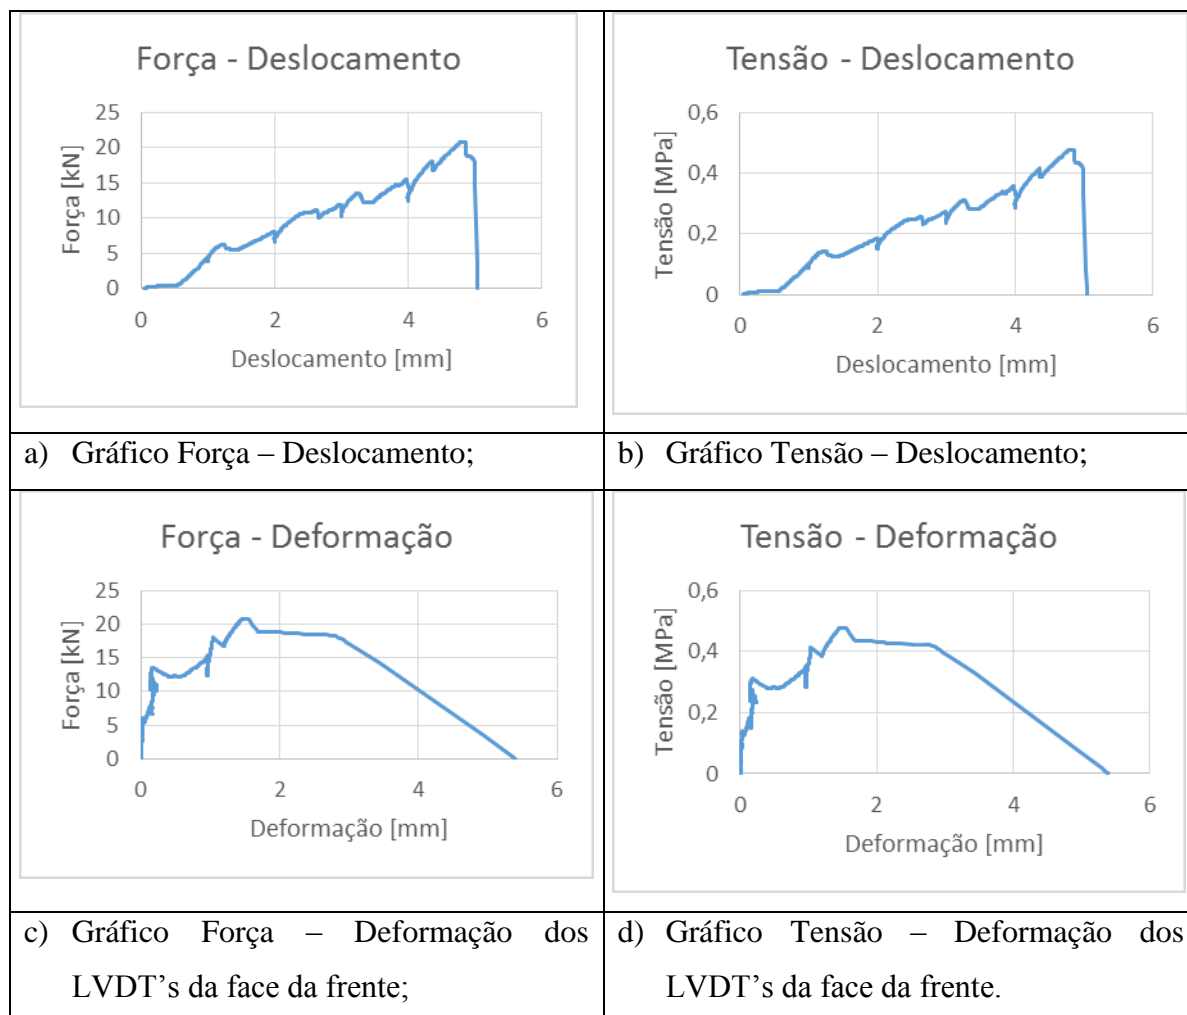 Força - Deslocamento
25
20
15
10
5
0
0 2 4 6
Força [kN]
Deslocamento [mm]
Tensão - Deslocamento
0,6
0,4
0,2
0
0 2 4 6
Tensão [MPa]
Deslocamento [mm]
a) Gráfico Força – Deslocamento;
b) Gráfico Tensão – Deslocamento;
Força - Deformação
25
20
15
10
5
0
0 2 4 6
Força [kN]
Deformação [mm]
Tensão - Deformação
0,6
0,4
0,2
0
0 2 4 6
Tensão [MPa]
Deformação [mm]
c) Gráfico Força – Deformação dos
LVDT’s da face da frente;
d) Gráfico Tensão – Deformação dos
LVDT’s da face da frente.